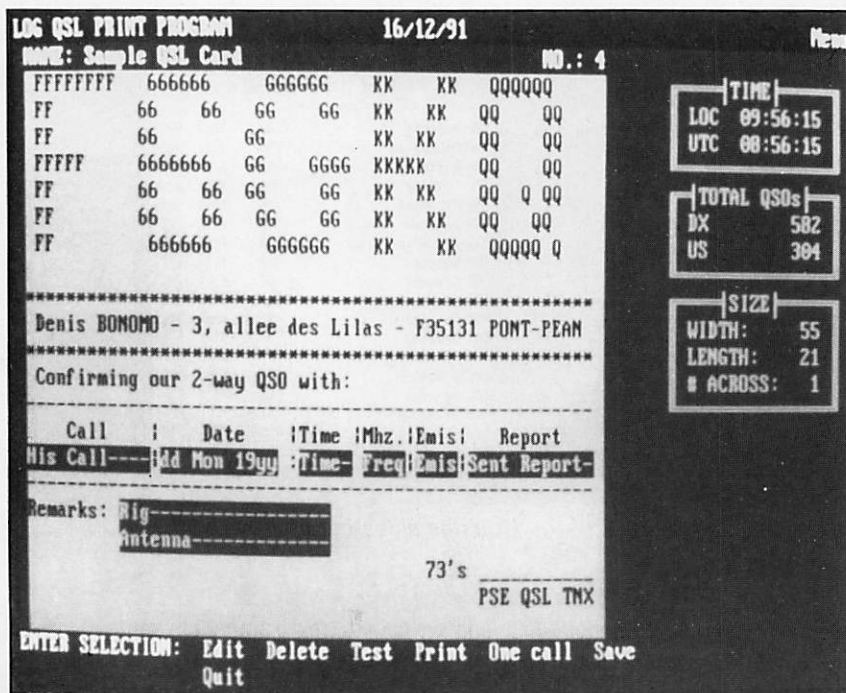 LOG QSL PRINT PROGRAM 16/12/91 Menu
NAME: Sample QSL Card NO.: 4
FFFFFFFF 666666 GGGGGG KK KK QQQQQQ
FF 66 66 GG GG KK KK QQ QQ
FF 66 GG KK KK QQ QQ
FFFFF 6666666 GG GGGG KKKKK QQ QQ
FF 66 66 GG GG KK KK QQ Q QQ
FF 66 66 GG GG KK KK QQ QQ
FF 666666 GGGGGG KK KK QQQQQ Q
TIME
LOC 09:56:15
UTC 08:56:15
TOTAL QSOs
DX 582
US 304
SIZE
WIDTH: 55
LENGTH: 21
# ACROSS: 1
***********************************************************
Denis BONOMO - 3, allee des Lilas - F35131 PONT-PEAN
***********************************************************
Confirming our 2-way QSO with:
Call ¦ Date ¦Time ¦Mhz.¦Emis¦ Report
His Call----¦dd Mon 19yy ¦Time- Freq¦Emis¦Sent Report-
Remarks: Rig-------------------
Antenna---------------
73's ___________
PSE QSL TNX
ENTER SELECTION: Edit Delete Test Print One call Save
Quit